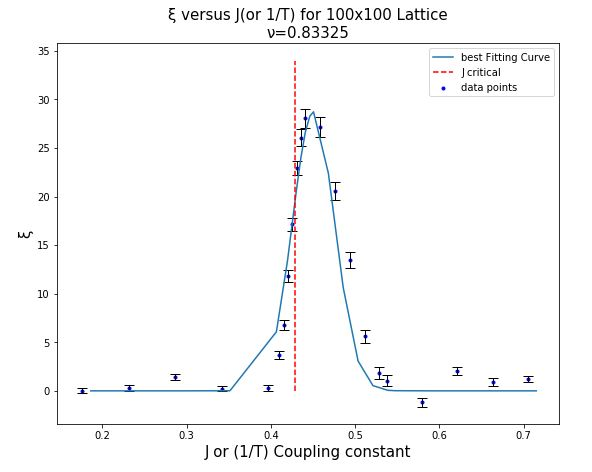 ξ versus J(or 1/T) for 100x100 Lattice
ν=0.83325
best Fitting Curve
J critical
data points
35
30
25
20
15
10
5
0
ξ
0.2 0.3 0.4 0.5 0.6 0.7
J or (1/T) Coupling constant